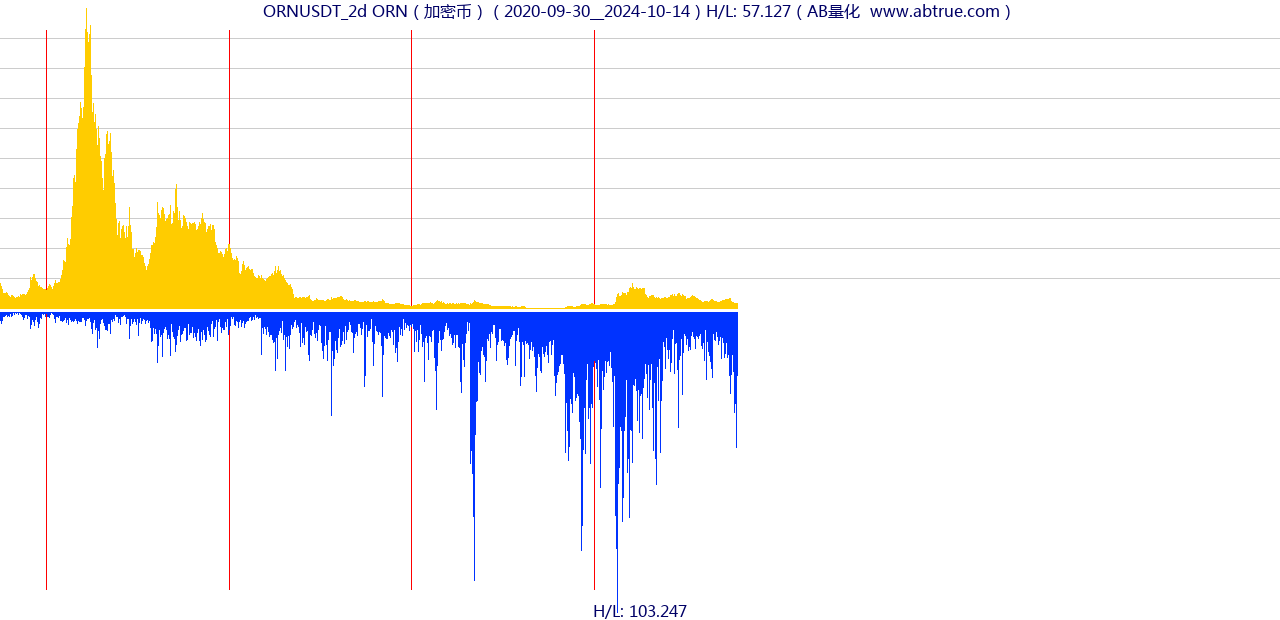 ORNUSDT_2d ORN（加密币）（2020-09-30__2024-10-14）H/L: 57.127（AB量化  www.abtrue.com）
H/L: 103.247